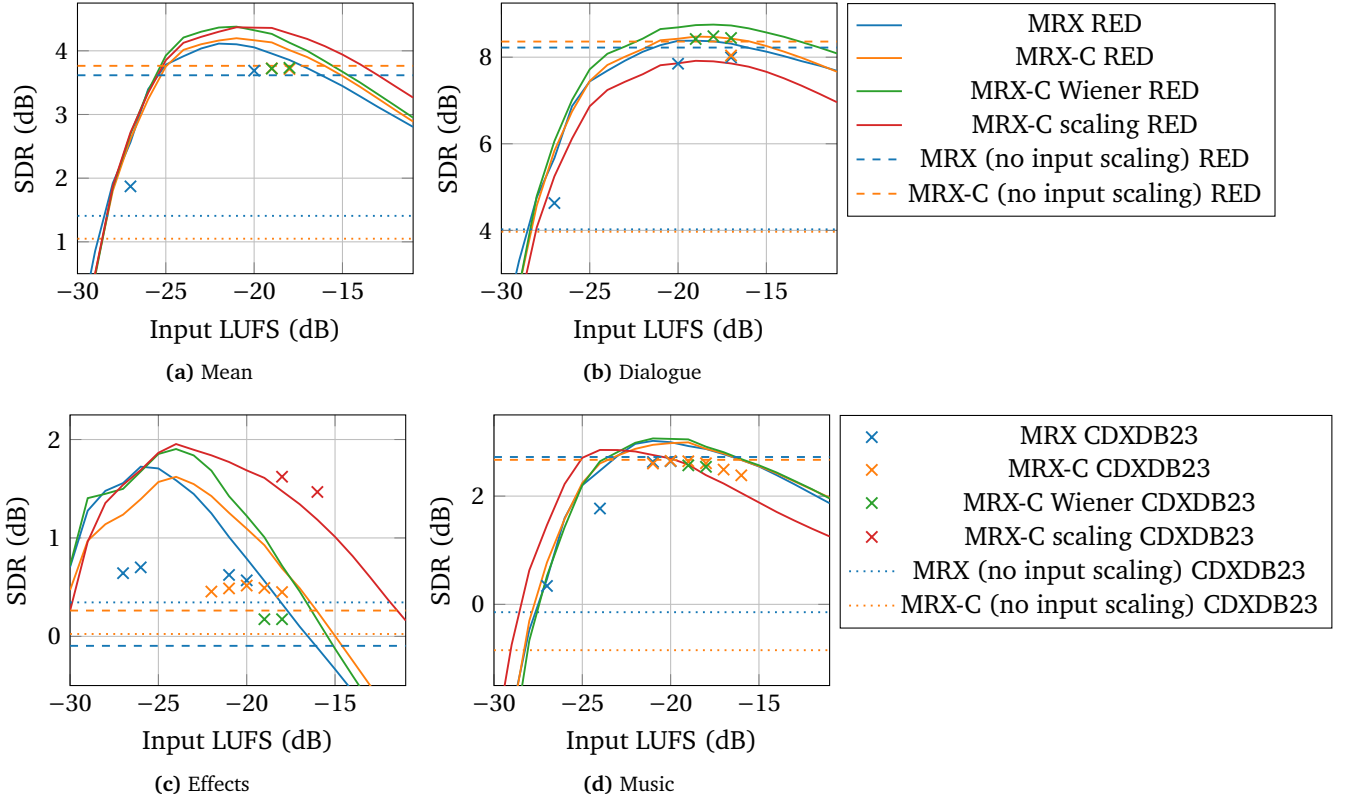 4
3
2
1
SDR (dB)
−30 −25 −20 −15
Input LUFS (dB)
(a) Mean
8
6
4
SDR (dB)
−30 −25 −20 −15
Input LUFS (dB)
(b) Dialogue
MRX RED
MRX-C RED
MRX-C Wiener RED
MRX-C scaling RED
MRX (no input scaling) RED
MRX-C (no input scaling) RED
2
1
0
SDR (dB)
−30 −25 −20 −15
Input LUFS (dB)
(c) Effects
2
0
SDR (dB)
−30 −25 −20 −15
Input LUFS (dB)
(d) Music
MRX CDXDB23
MRX-C CDXDB23
MRX-C Wiener CDXDB23
MRX-C scaling CDXDB23
MRX (no input scaling) CDXDB23
MRX-C (no input scaling) CDXDB23